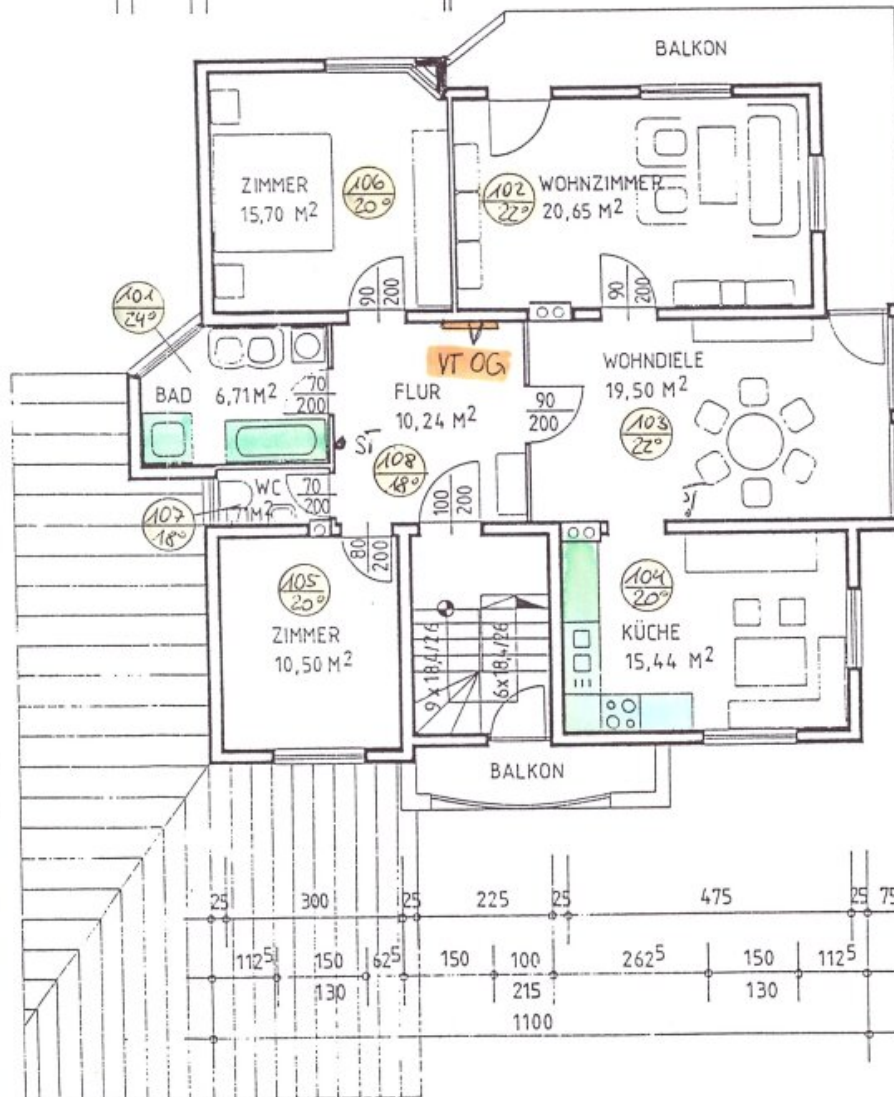 BALKON
ZIMMER
15,70 M²
106
20°
102
22°
WOHNZIMMER
20,65 M²
90
200
90
200
101
24°
VT OG
WOHNDIELE
19,50 M²
BAD 6,71 M²
70
200
FLUR
10,24 M²
90
200
103
22°
Si
108
18°
WC
1,71 M²
70
200
100
200
107
18°
80
200
105
20°
ZIMMER
10,50 M²
9 x 18,4/26
6x18,4/26
104
20°
KÜCHE
15,44 M²
BALKON
25 300 25 225 25 475 25 75
112⁵ 150 62⁵ 150 100 262⁵ 150 112⁵
130 215 130
1100